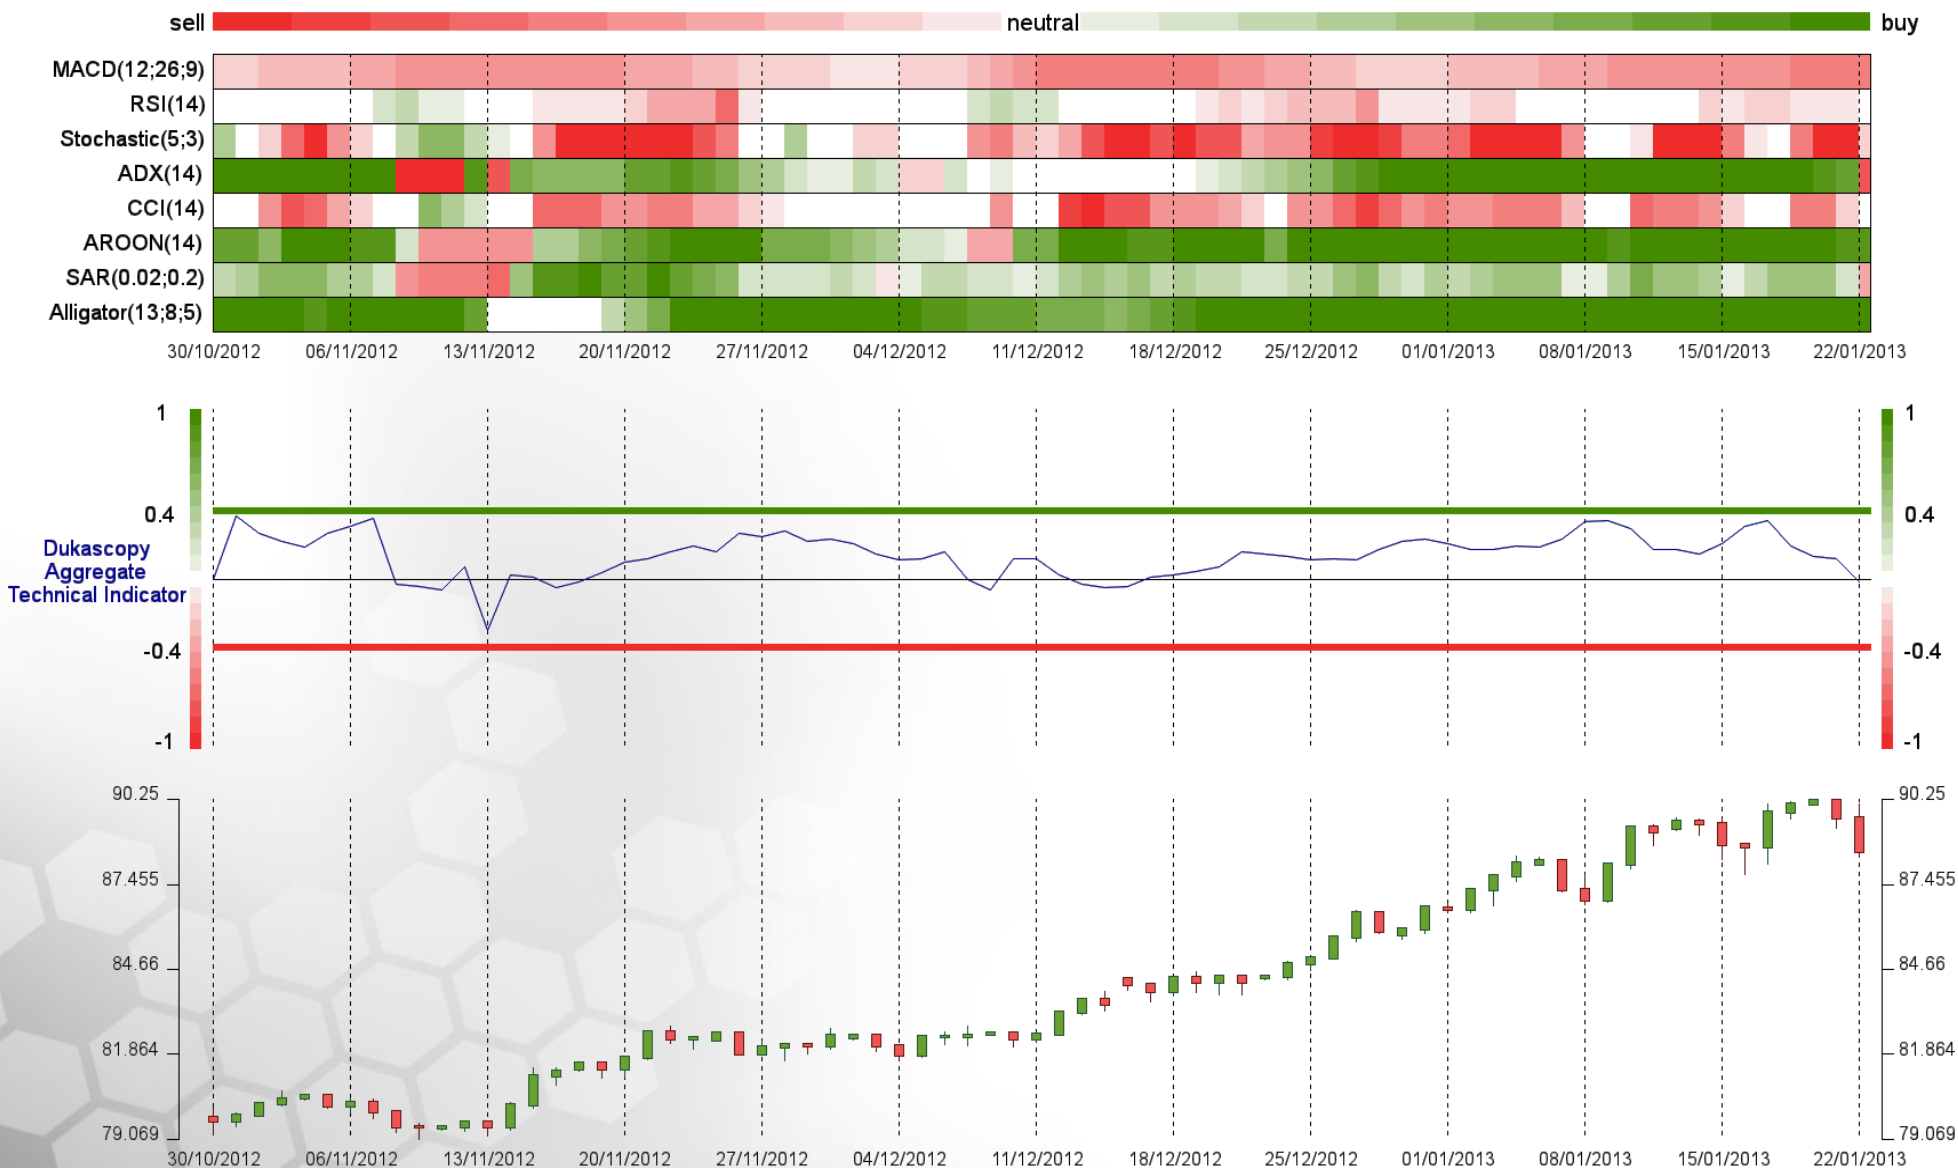 sell neutral buy
MACD(12;26;9)
RSI(14)
Stochastic(5;3)
ADX(14)
CCI(14)
AROON(14)
SAR(0.02;0.2)
Alligator(13;8;5)
30/10/2012 06/11/2012 13/11/2012 20/11/2012 27/11/2012 04/12/2012 11/12/2012 18/12/2012 25/12/2012 01/01/2013 08/01/2013 15/01/2013 22/01/2013
1 1
0.4 0.4
Dukascopy
Aggregate
Technical Indicator
-0.4 -0.4
-1 -1
90.25 90.25
87.455 87.455
84.66 84.66
81.864 81.864
79.069 79.069
30/10/2012 06/11/2012 13/11/2012 20/11/2012 27/11/2012 04/12/2012 11/12/2012 18/12/2012 25/12/2012 01/01/2013 08/01/2013 15/01/2013 22/01/2013